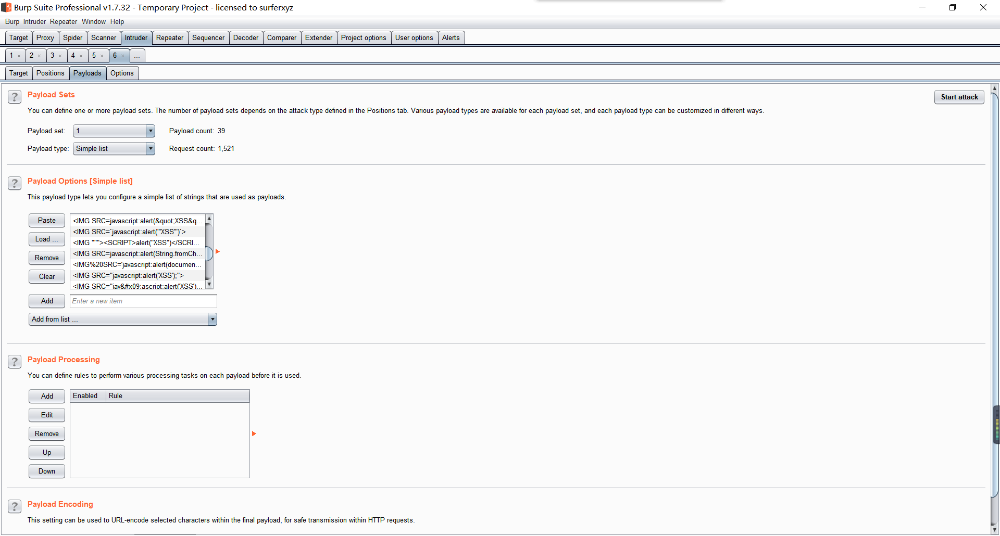 Burp Suite Professional v1.7.32 - Temporary Project - licensed to surferxyz
Burp Intruder Repeater Window Help
Target Proxy Spider Scanner Intruder Repeater Sequencer Decoder Comparer Extender Project options User options Alerts
1 × 2 × 3 × 4 × 5 × 6 × ...
Target Positions Payloads Options
? Payload Sets
Start attack
You can define one or more payload sets. The number of payload sets depends on the attack type defined in the Positions tab. Various payload types are available for each payload set, and each payload type can be customized in different ways.
Payload set: 1 Payload count: 39
Payload type: Simple list Request count: 1,521
? Payload Options [Simple list]
This payload type lets you configure a simple list of strings that are used as payloads.
Paste
Load ...
Remove
Clear
<IMG SRC=javascript:alert(&quot;XSS&q...
<IMG SRC=`javascript:alert("'XSS'")`>
<IMG """><SCRIPT>alert("XSS")</SCRI...
<IMG SRC=javascript:alert(String.fromCh...
<IMG%20SRC='javascript:alert(documen...
<IMG SRC="javascript:alert('XSS');">
<IMG SRC="jav&#x09;ascript:alert('XSS')...
Add Enter a new item
Add from list ...
? Payload Processing
You can define rules to perform various processing tasks on each payload before it is used.
Add
Edit
Remove
Up
Down
Enabled Rule
? Payload Encoding
This setting can be used to URL-encode selected characters within the final payload, for safe transmission within HTTP requests.